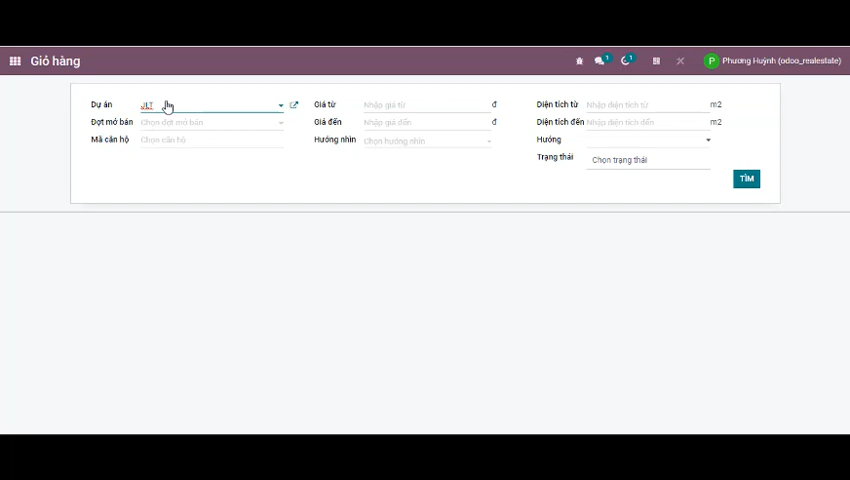 Giỏ hàng
1
1
P
Phương Huỳnh (odoo_realestate)
Dự án JLT
Giá từ Nhập giá từ đ
Diện tích từ Nhập diện tích từ m2
Đợt mở bán Chọn đợt mở bán
Giá đến Nhập giá đến đ
Diện tích đến Nhập diện tích đến m2
Mã căn hộ Chọn căn hộ
Hướng nhìn Chọn hướng nhìn
Hướng
Trạng thái Chọn trạng thái
TÌM